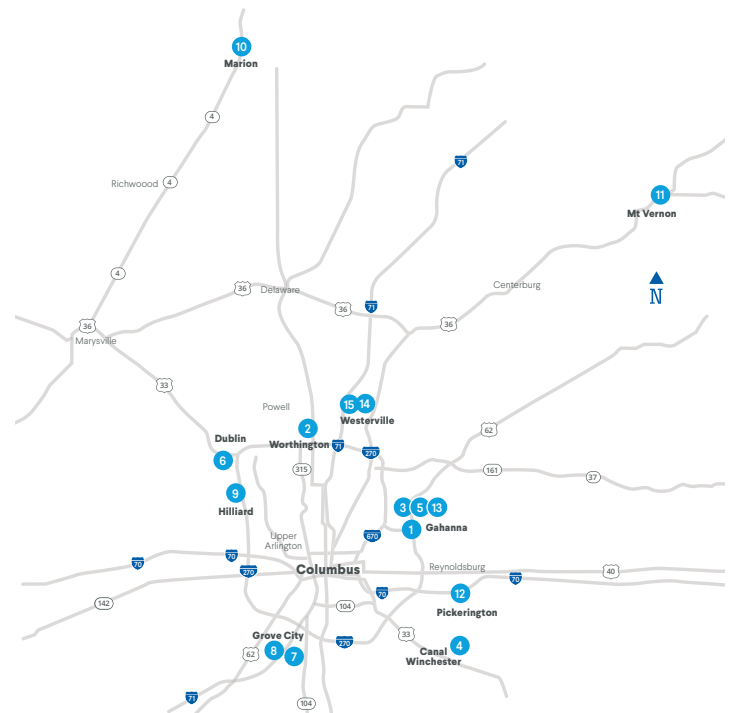 10
Marion
4
71
Richwoood
4
11
Mt Vernon
4
N
36
Delaware
Centerburg
36
71
36
36
Marysville
33
Powell
15
14
Westerville
2
62
Dublin
Worthington
71
270
6
315
161
37
9
Hilliard
3
5
13
1
Gahanna
Upper
Arlington
670
70
70
Columbus
Reynoldsburg
270
70
40
70
12
142
104
Pickerington
Grove City
33
8
7
62
270
4
Canal
Winchester
71
104